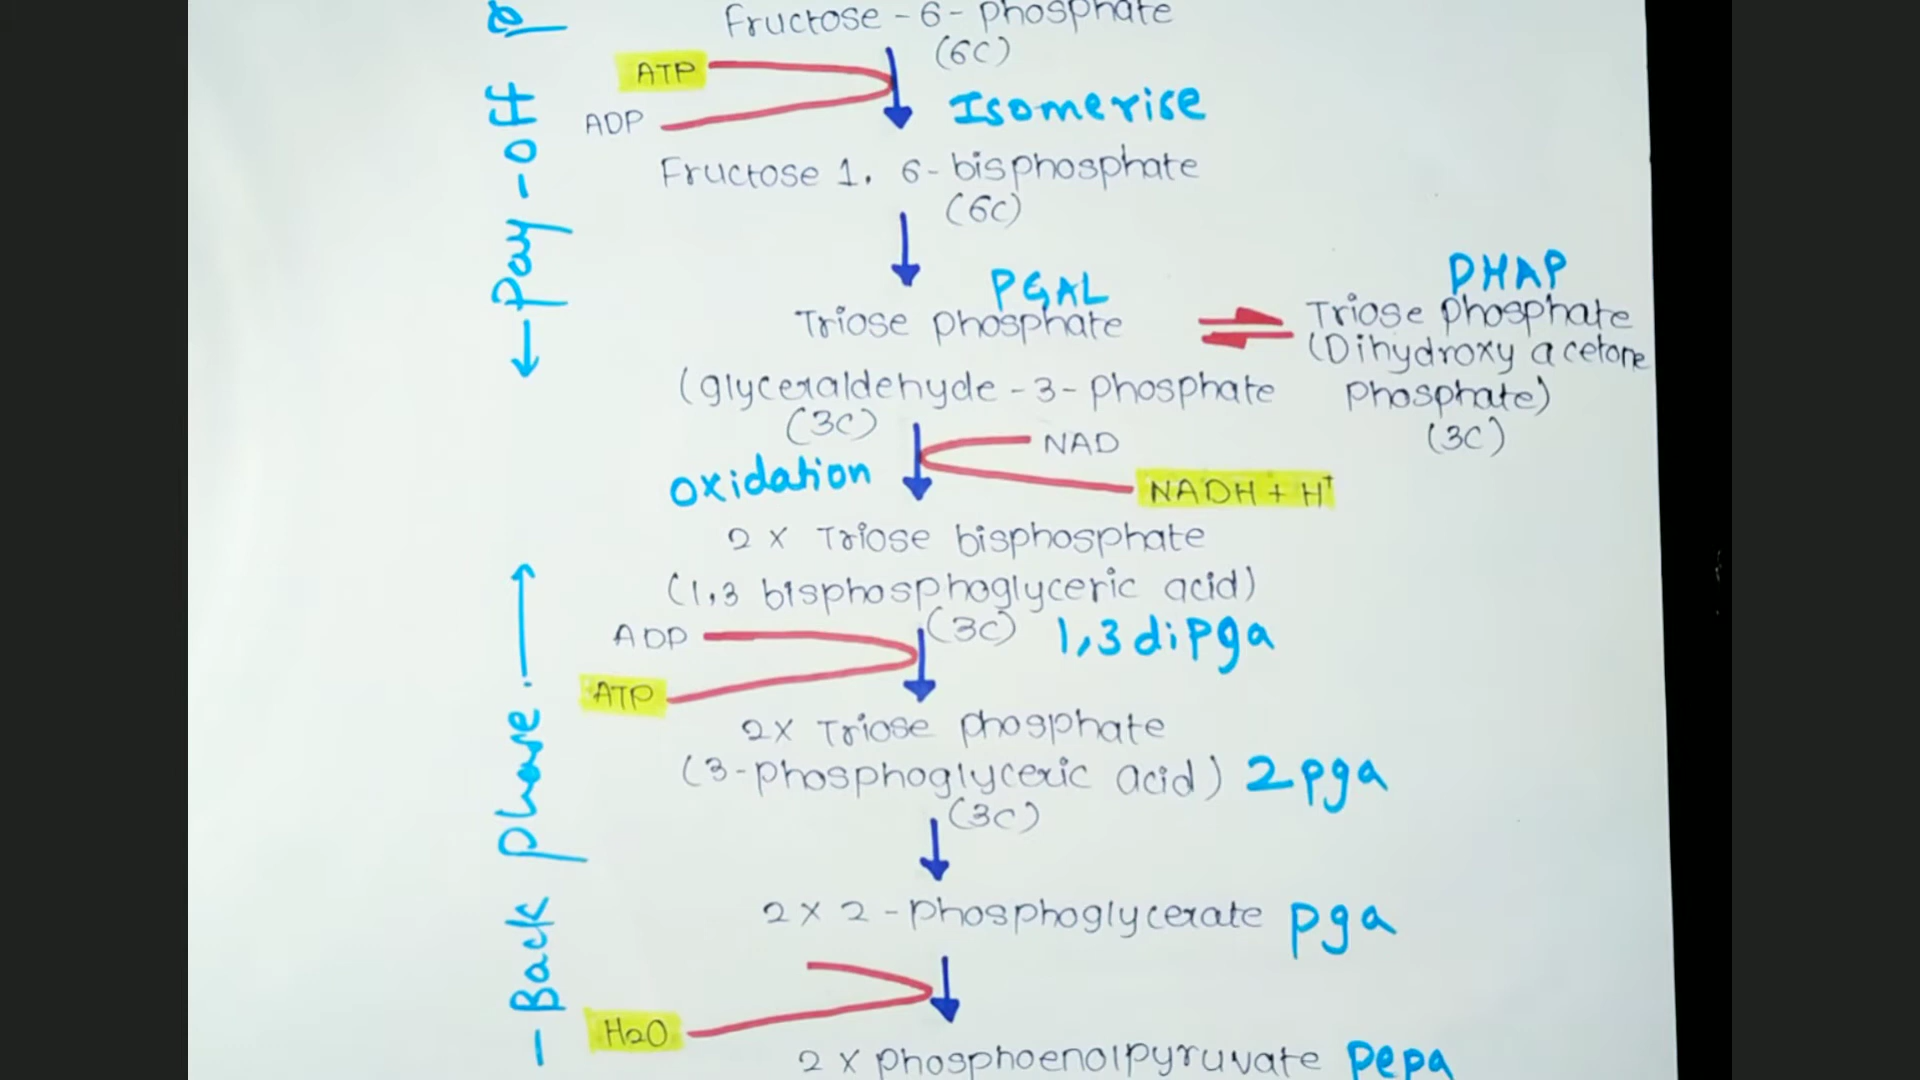 Fructose - 6 - phosphate
(6C)
ATP
ADP
Isomerise
Fructose 1, 6 - bisphosphate
(6C)
PGAL
Triose phosphate
(glyceraldehyde - 3 - phosphate
(3C)
DHAP
Triose phosphate
(Dihydroxy acetone
phosphate)
(3C)
oxidation
NAD
NADH + H+
2 x Triose bisphosphate
(1,3 bisphosphoglyceric acid)
(3C)
1,3 dipga
ADP
ATP
2x Triose phosphate
(3-phosphoglyceric acid) 2pga
(3C)
2 x 2 - phosphoglycerate pga
H2O
2 x phosphoenolpyruvate pepa
Pay - off
Back phase